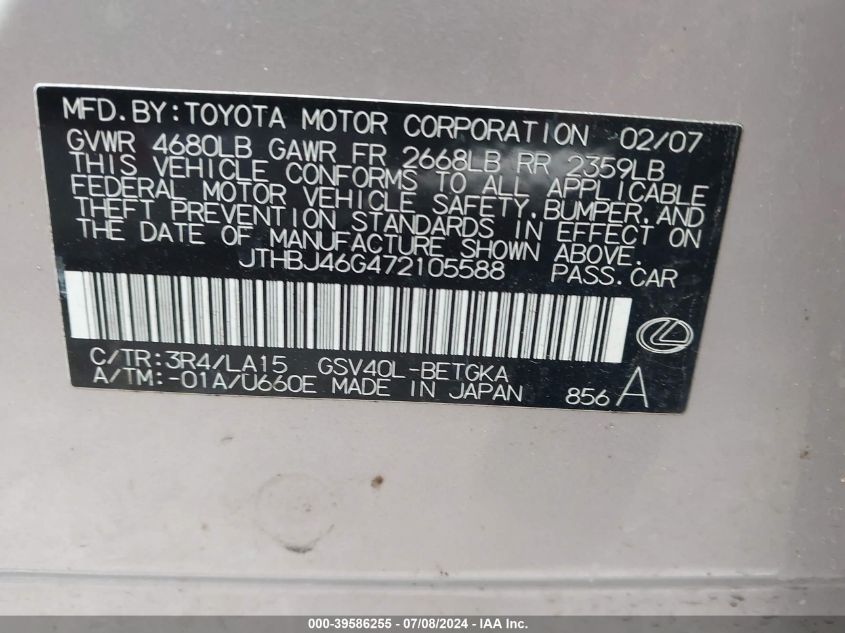 MFD.BY:TOYOTA MOTOR CORPORATION 02/07
GVWR 4680LB GAWR FR 2668LB RR 2359LB
THIS VEHICLE CONFORMS TO ALL APPLICABLE
FEDERAL MOTOR VEHICLE SAFETY,BUMPER,AND
THEFT PREVENTION STANDARDS IN EFFECT ON
THE DATE OF MANUFACTURE SHOWN ABOVE.
JTHBJ46G472105588 PASS.CAR
C/TR:3R4/LA15 GSV40L-BETGKA
A/TM:-01A/U660E MADE IN JAPAN 856 A
000-39586255 - 07/08/2024 - IAA Inc.